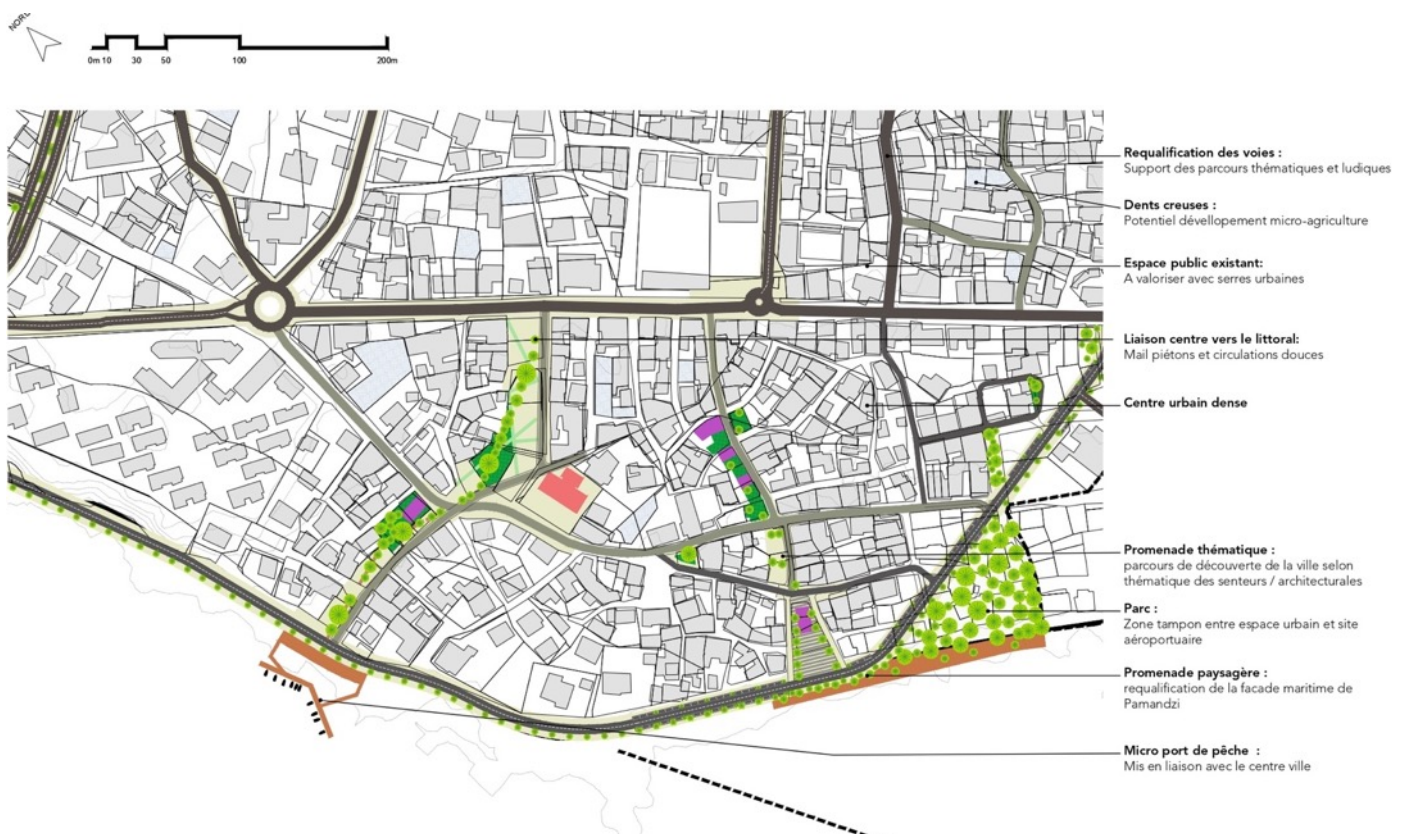 NORD
0m 10 30 50 100 200m
Requalification des voies :
Support des parcours thématiques et ludiques
Dents creuses :
Potentiel dévellopement micro-agriculture
Espace public existant:
A valoriser avec serres urbaines
Liaison centre vers le littoral:
Mail piétons et circulations douces
Centre urbain dense
Promenade thématique :
parcours de découverte de la ville selon
thématique des senteurs / architecturales
Parc :
Zone tampon entre espace urbain et site
aéroportuaire
Promenade paysagère :
requalification de la facade maritime de
Pamandzi
Micro port de pêche :
Mis en liaison avec le centre ville